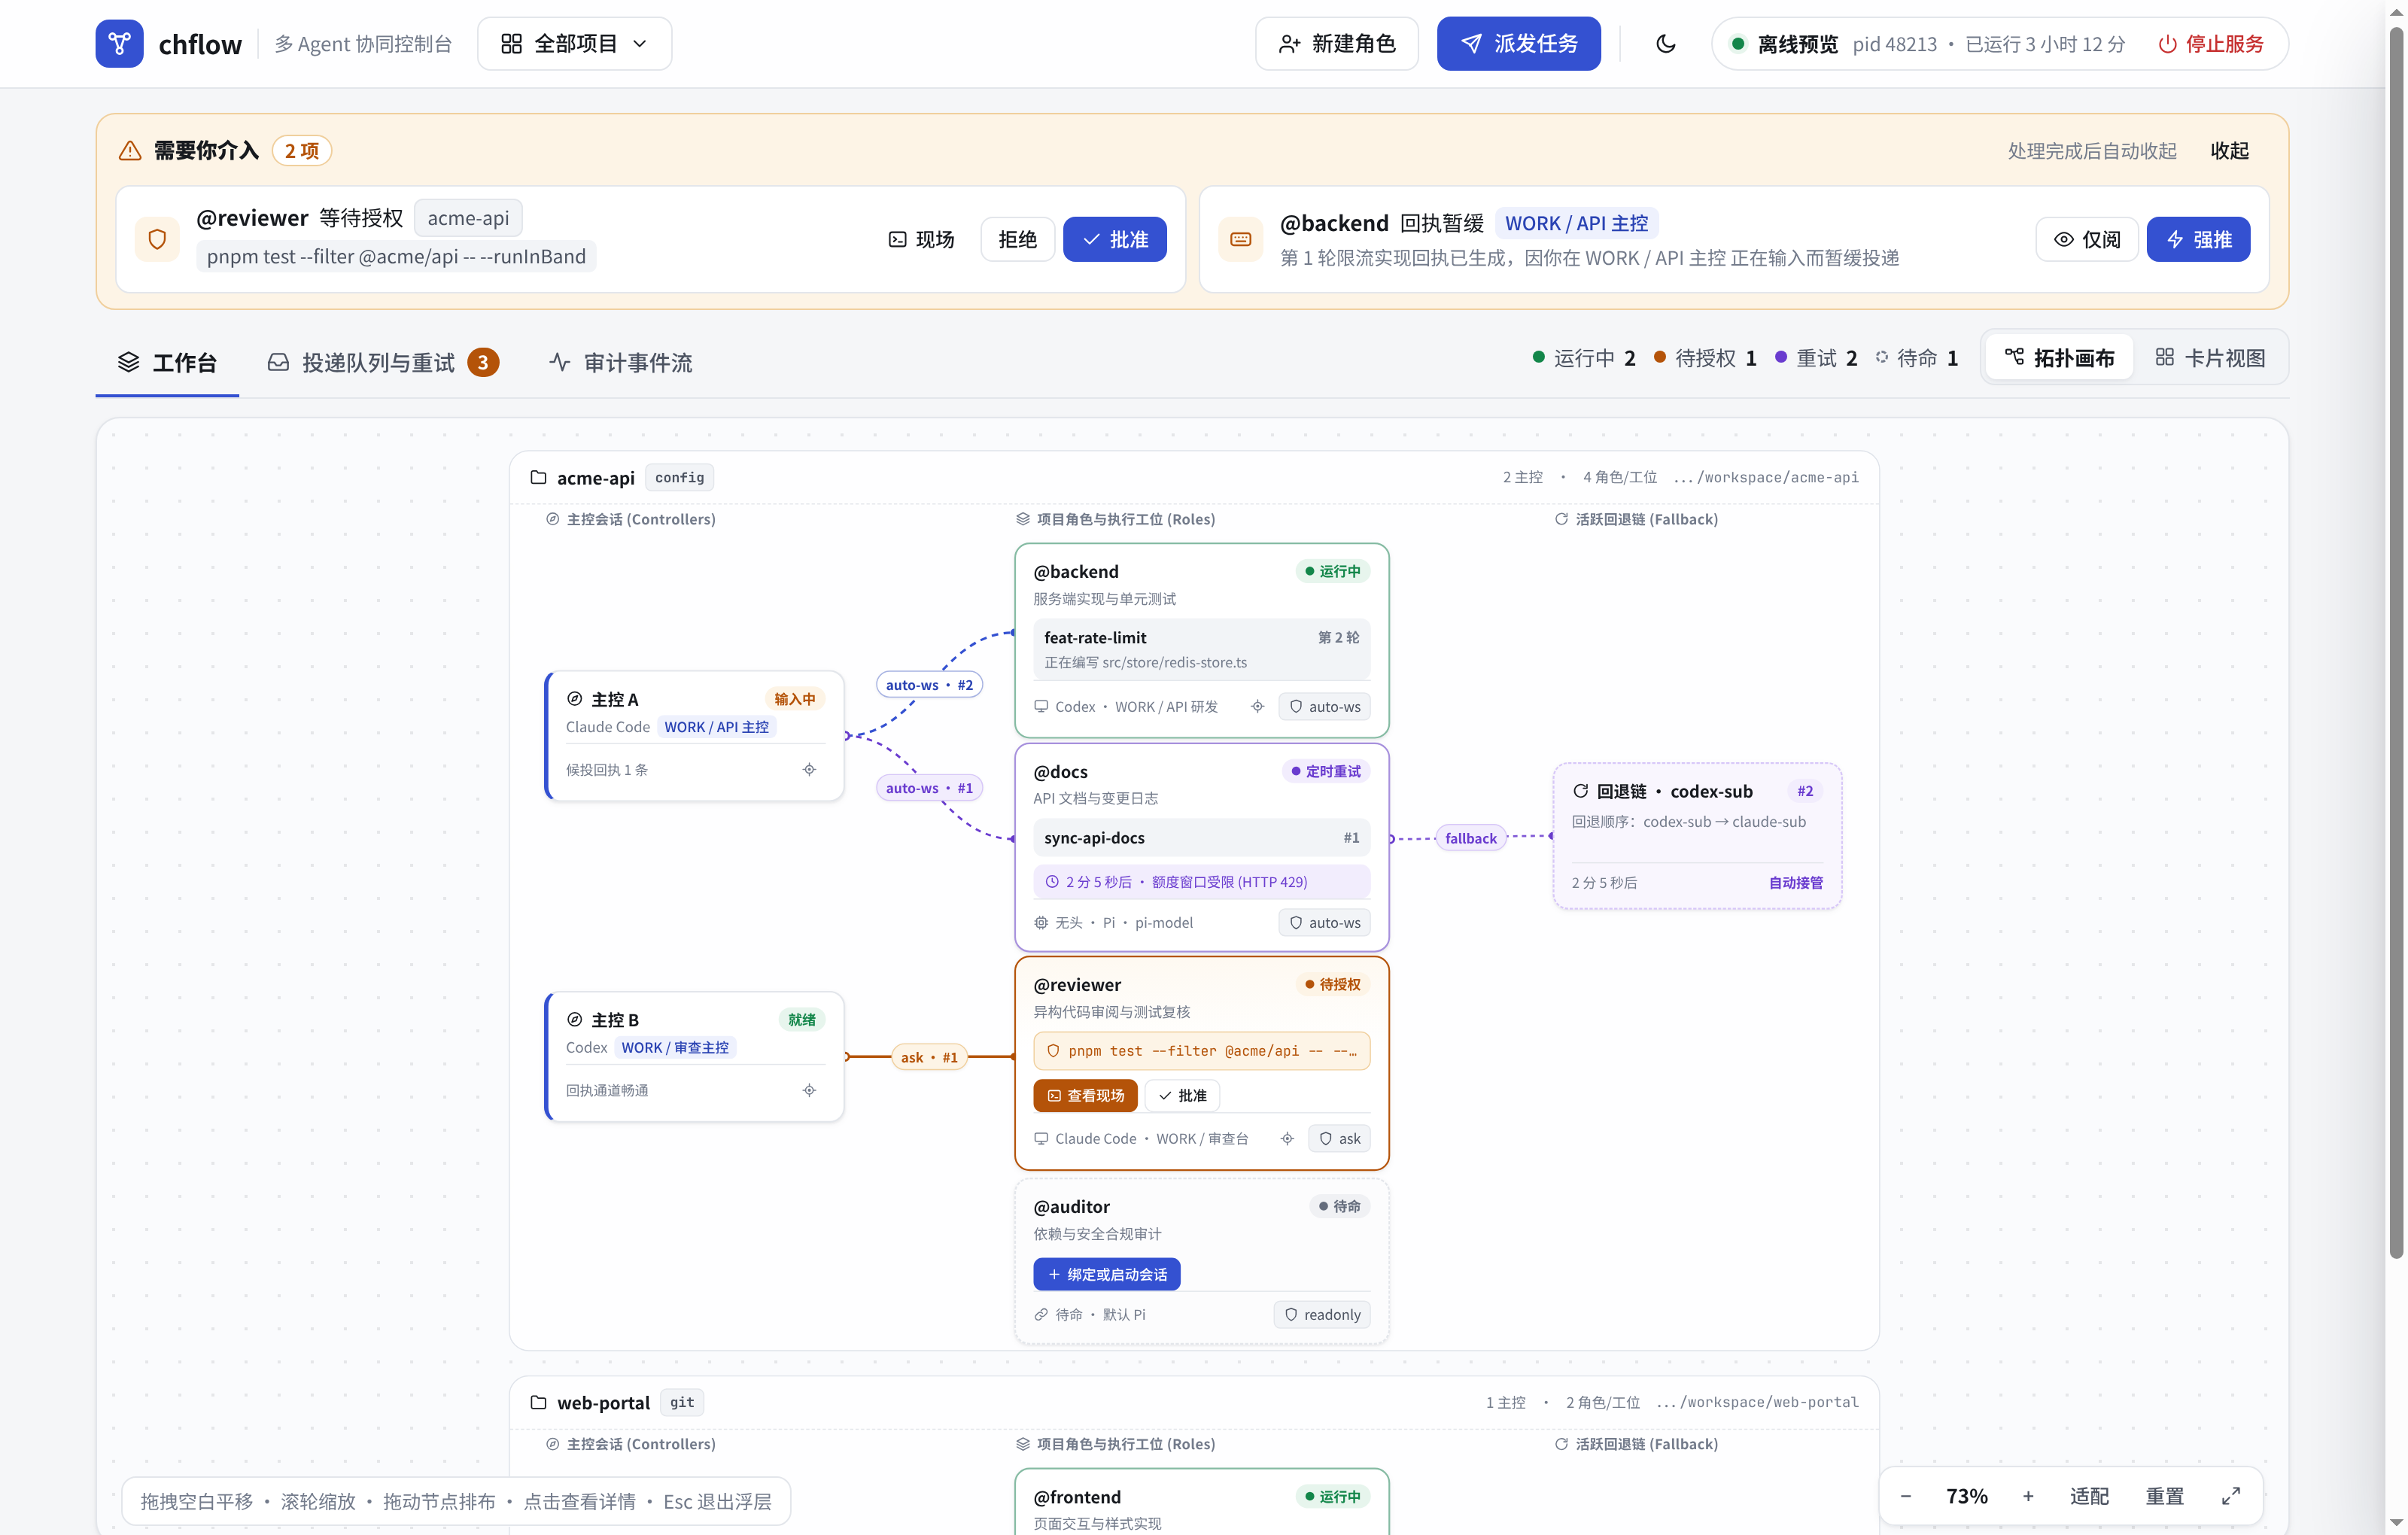 chflow 多 Agent 协同控制台 全部项目 新建角色 派发任务 离线预览 pid 48213 • 已运行 3 小时 12 分 停止服务
需要你介入 2 项 处理完成后自动收起 收起
@reviewer 等待授权 acme-api
pnpm test --filter @acme/api -- --runInBand
现场 拒绝 批准
@backend 回执暂缓 WORK / API 主控
第 1 轮限流实现回执已生成，因你在 WORK / API 主控 正在输入而暂缓投递
仅阅 强推
工作台 投递队列与重试 3 审计事件流 运行中 2 待授权 1 重试 2 待命 1 拓扑画布 卡片视图
acme-api config 2 主控 • 4 角色/工位 .../workspace/acme-api
主控会话 (Controllers) 项目角色与执行工位 (Roles) 活跃回退链 (Fallback)
主控 A 输入中
Claude Code WORK / API 主控
候投回执 1 条
auto-ws • #2
auto-ws • #1
@backend 运行中
服务端实现与单元测试
feat-rate-limit 第 2 轮
正在编写 src/store/redis-store.ts
Codex • WORK / API 研发 auto-ws
@docs 定时重试
API 文档与变更日志
sync-api-docs #1
2 分 5 秒后 • 额度窗口受限 (HTTP 429)
无头 • Pi • pi-model auto-ws
fallback
回退链 • codex-sub #2
回退顺序：codex-sub → claude-sub
2 分 5 秒后 自动接管
主控 B 就绪
Codex WORK / 审查主控
回执通道畅通
ask • #1
@reviewer 待授权
异构代码审阅与测试复核
pnpm test --filter @acme/api -- --…
查看现场 批准
Claude Code • WORK / 审查台 ask
@auditor 待命
依赖与安全合规审计
绑定或启动会话
待命 • 默认 Pi readonly
web-portal git 1 主控 • 2 角色/工位 .../workspace/web-portal
主控会话 (Controllers) 项目角色与执行工位 (Roles) 活跃回退链 (Fallback)
@frontend 运行中
页面交互与样式实现
拖拽空白平移 • 滚轮缩放 • 拖动节点排布 • 点击查看详情 • Esc 退出浮层
− 73% + 适配 重置